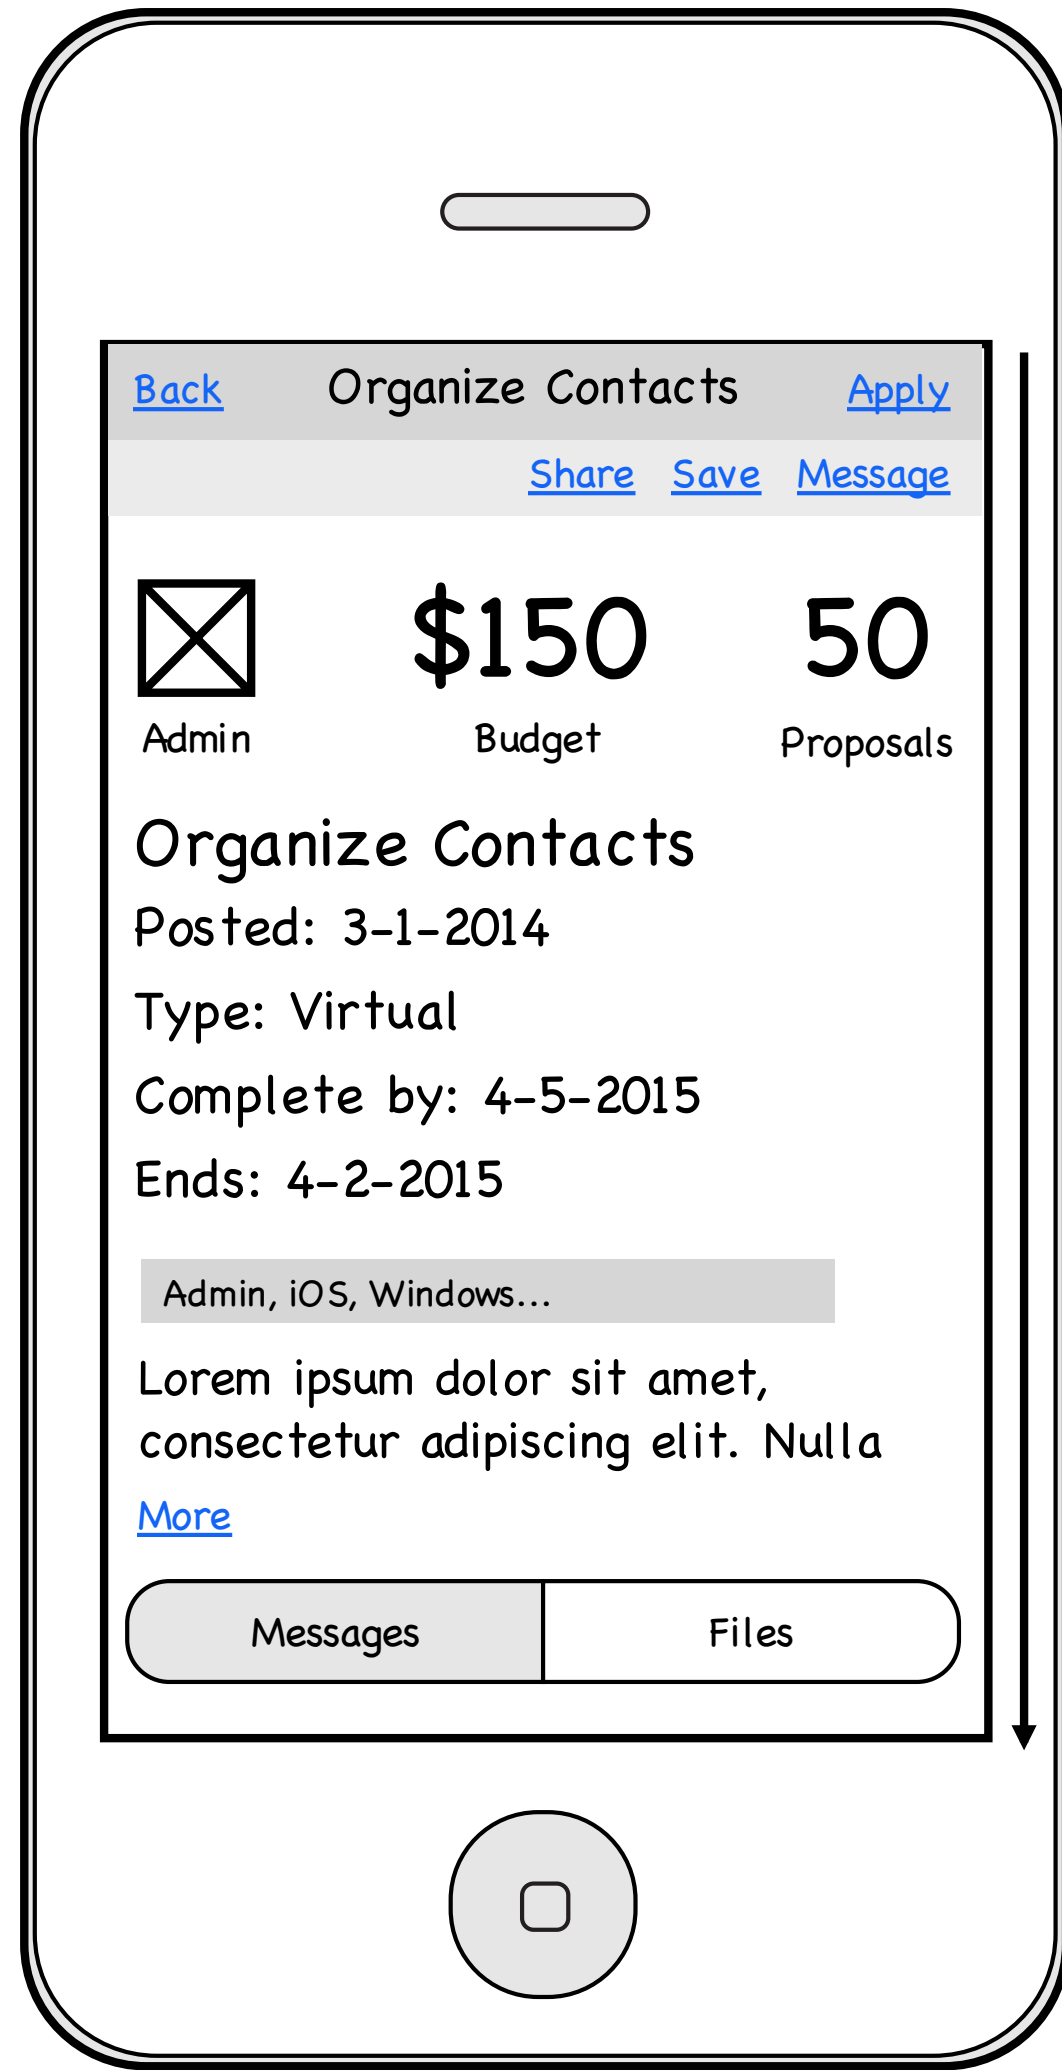 Back Organize Contacts Apply
Share Save Message
$150 50
Admin Budget Proposals
Organize Contacts
Posted: 3-1-2014
Type: Virtual
Complete by: 4-5-2015
Ends: 4-2-2015
Admin, iOS, Windows...
Lorem ipsum dolor sit amet,
consectetur adipiscing elit. Nulla
More
Messages Files